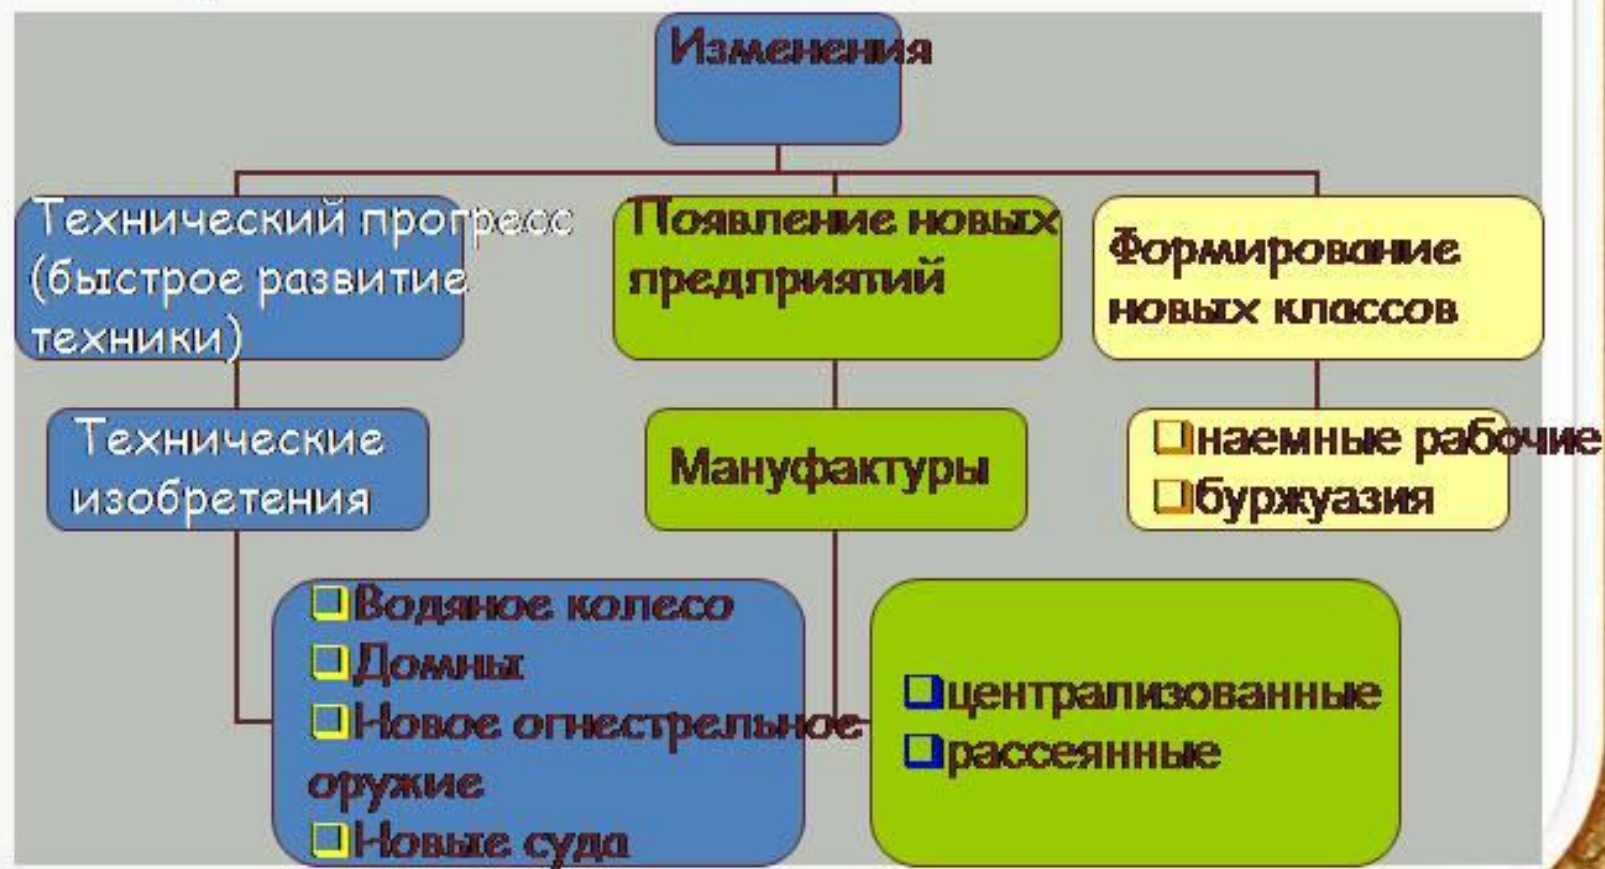 Изменения
Технический прогресс
(быстрое развитие
техники)
Появление новых
предприятий
Формирование
новых классов
Технические
изобретения
Мануфактуры
наемные рабочие
буржуазия
Водяное колесо
Домны
Новое огнестрельное
оружие
Новые суда
централизованные
рассеянные